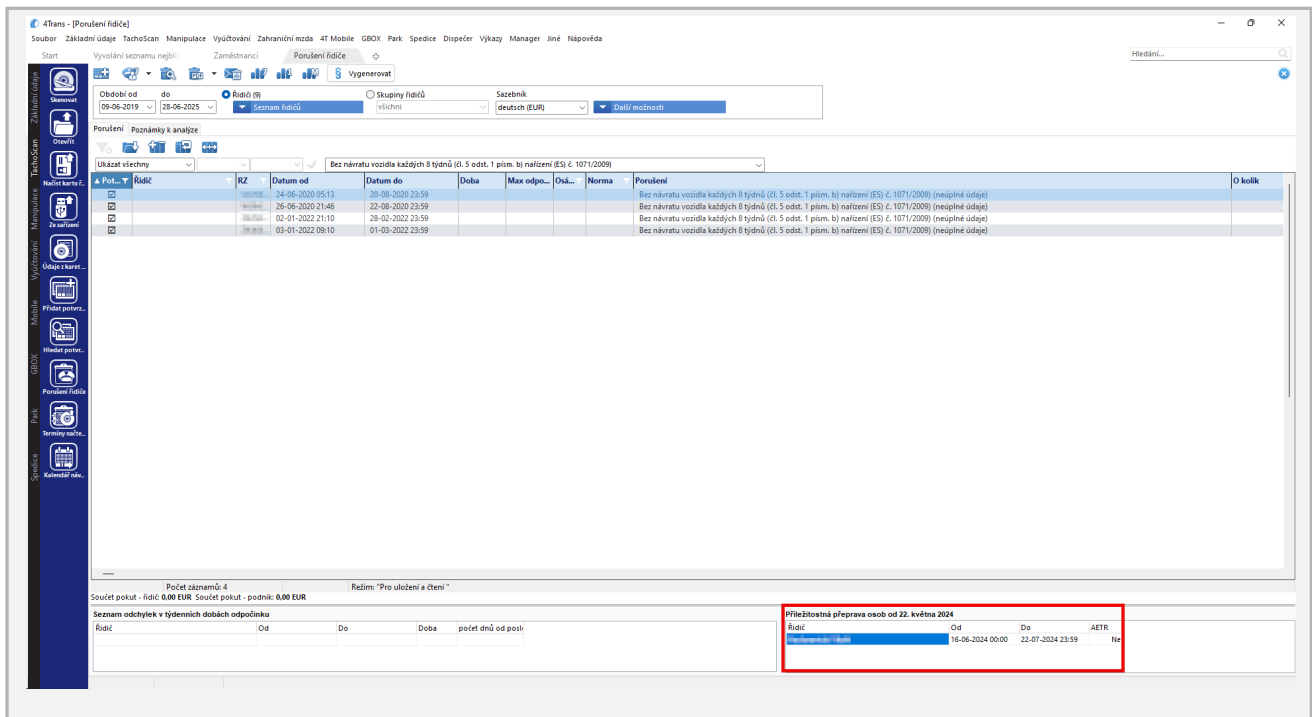 4Trans - [Porušení řidiče]
Soubor Základní údaje TachoScan Manipulace Vyúčtování Zahraniční mzda 4T Mobile GBOX Park Spedice Dispečer Výkazy Manager Jiné Nápověda
Start Vyvolání seznamu nejbli Zaměstnanci Porušení řidiče Hledání...
§ Vygenerovat
Období od do Řidiči (9) Skupiny řidičů Sazebník
09-06-2019 28-06-2025 Seznam řidičů všichni deutsch (EUR) Další možnosti
Porušení Poznámky k analýze
Ukázat všechny Bez návratu vozidla každých 8 týdnů (čl. 5 odst. 1 písm. b) nařízení (ES) č. 1071/2009)
Pot... Řidič RZ Datum od Datum do Doba Max odpo... Osá... Norma Porušení O kolik
24-06-2020 05:13 20-08-2020 23:59 Bez návratu vozidla každých 8 týdnů (čl. 5 odst. 1 písm. b) nařízení (ES) č. 1071/2009) (neúplné údaje)
26-06-2020 21:46 22-08-2020 23:59 Bez návratu vozidla každých 8 týdnů (čl. 5 odst. 1 písm. b) nařízení (ES) č. 1071/2009) (neúplné údaje)
02-01-2022 21:10 28-02-2022 23:59 Bez návratu vozidla každých 8 týdnů (čl. 5 odst. 1 písm. b) nařízení (ES) č. 1071/2009) (neúplné údaje)
03-01-2022 09:10 01-03-2022 23:59 Bez návratu vozidla každých 8 týdnů (čl. 5 odst. 1 písm. b) nařízení (ES) č. 1071/2009) (neúplné údaje)
Základní údaje
TachoScan
Manipulace
Vyúčtování
Mobile
GBOX
Park
Spedice
Skenovat
Otevřít
Načíst kartu ř..
Ze zařízení
Údaje z karet ...
Přidat potvrz..
Hledat potvr..
Porušení řidiče
Termíny načte..
Kalendář náv..
Počet záznamů: 4 Režim: "Pro uložení a čtení "
Součet pokut - řidič: 0,00 EUR Součet pokut - podnik: 0,00 EUR
Seznam odchylek v týdenních dobách odpočinku
Řidič Od Do Doba počet dnů od posl
Příležitostná přeprava osob od 22. května 2024
Řidič Od Do AETR
16-06-2024 00:00 22-07-2024 23:59 Ne